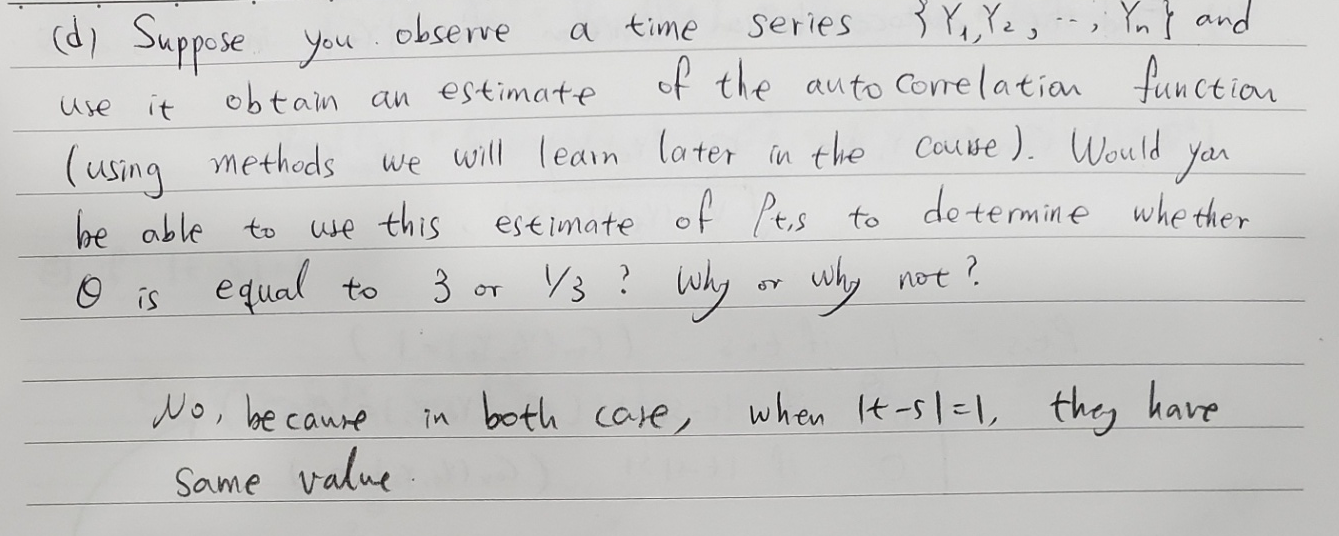 (d) Suppose you observe a time series {Y₁, Y₂, ..., Yₙ} and
use it obtain an estimate of the auto correlation function
(using methods we will learn later in the course). Would you
be able to use this estimate of ρt,s to determine whether
θ is equal to 3 or 1/3 ? Why or why not ?
No, because in both case, when |t-s|=1, they have
same value.